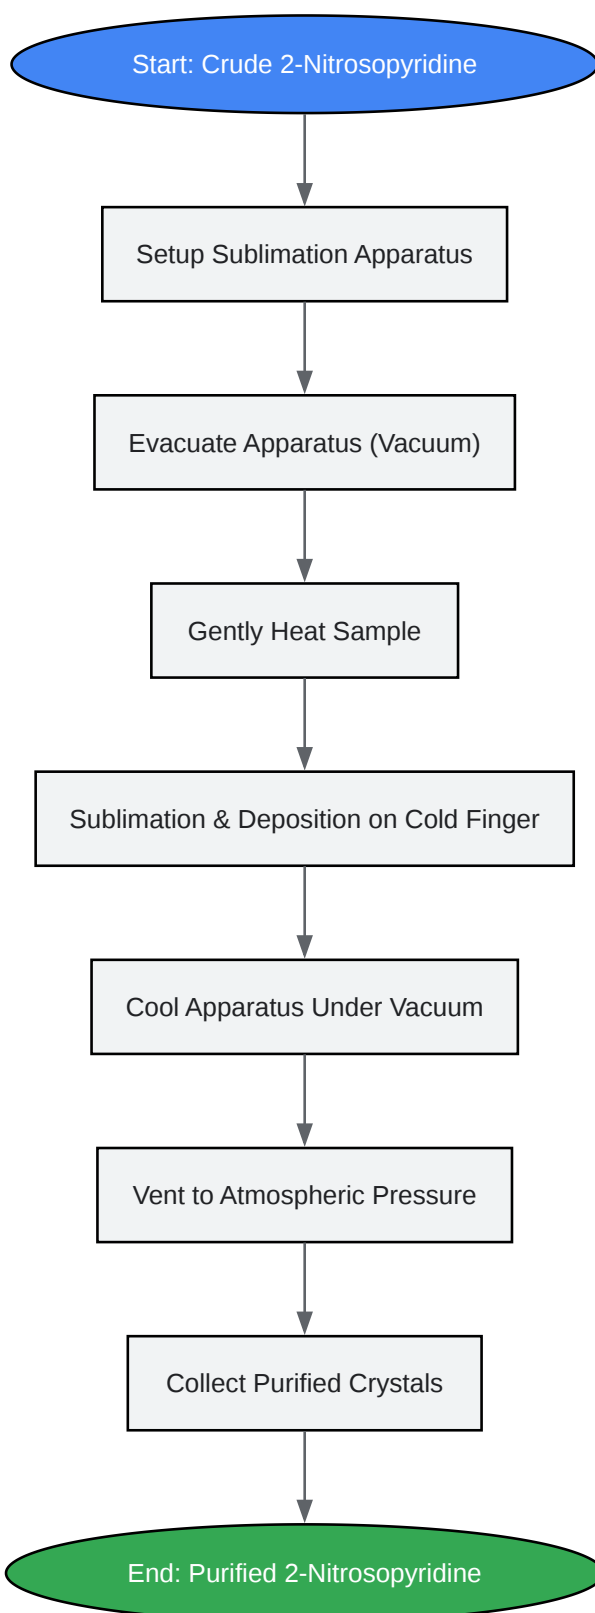 Start: Crude 2-Nitrosopyridine
Setup Sublimation Apparatus
Evacuate Apparatus (Vacuum)
Gently Heat Sample
Sublimation & Deposition on Cold Finger
Cool Apparatus Under Vacuum
Vent to Atmospheric Pressure
Collect Purified Crystals
End: Purified 2-Nitrosopyridine